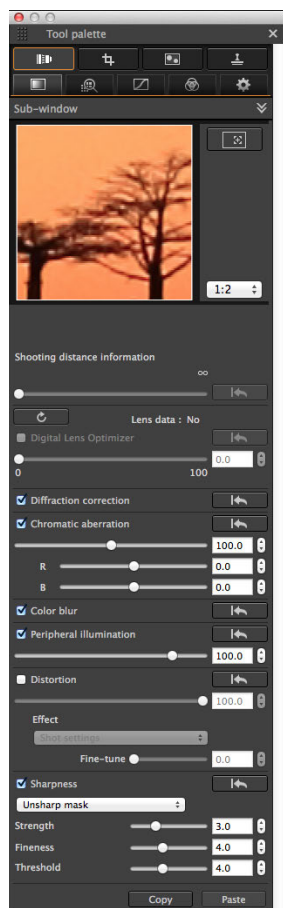 Tool palette
Sub-window
1:2
Shooting distance information
∞
Lens data : No
Digital Lens Optimizer
0.0
0 100
Diffraction correction
Chromatic aberration
100.0
R 0.0
B 0.0
Color blur
Peripheral illumination
100.0
Distortion
100.0
Effect
Shot settings
Fine-tune 0.0
Sharpness
Unsharp mask
Strength 3.0
Fineness 4.0
Threshold 4.0
Copy Paste